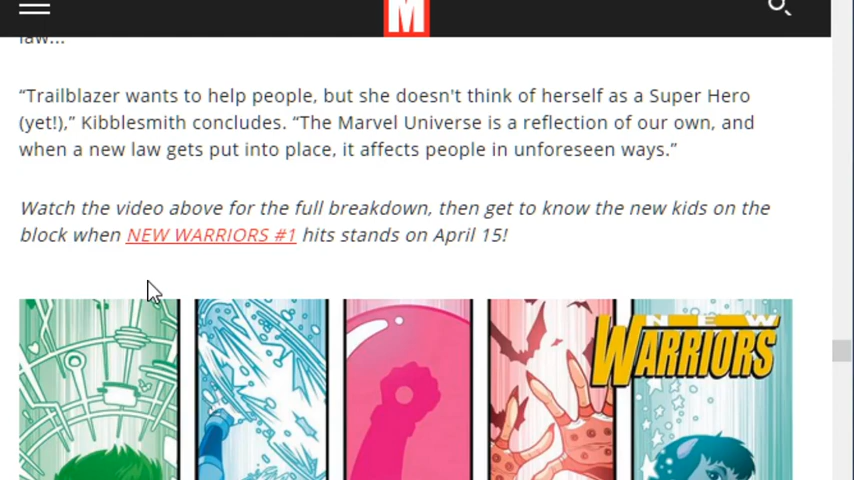 M
law...
“Trailblazer wants to help people, but she doesn't think of herself as a Super Hero
(yet!),” Kibblesmith concludes. “The Marvel Universe is a reflection of our own, and
when a new law gets put into place, it affects people in unforeseen ways.”
Watch the video above for the full breakdown, then get to know the new kids on the
block when NEW WARRIORS #1 hits stands on April 15!
NEW
WARRIORS